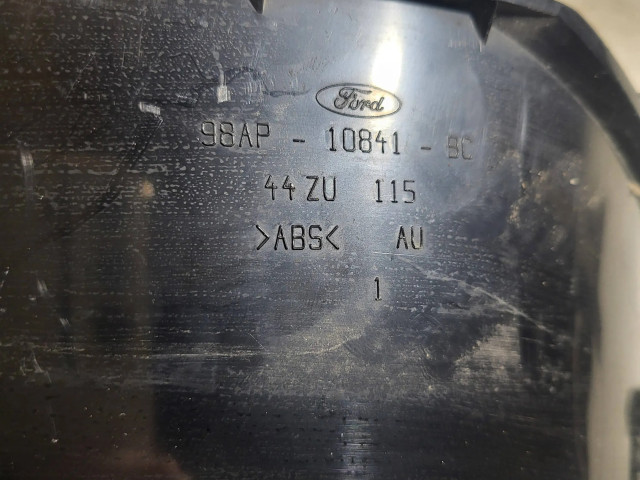 Ford
98AP - 10841 - BC
44 ZU 115
>ABS< AU
1